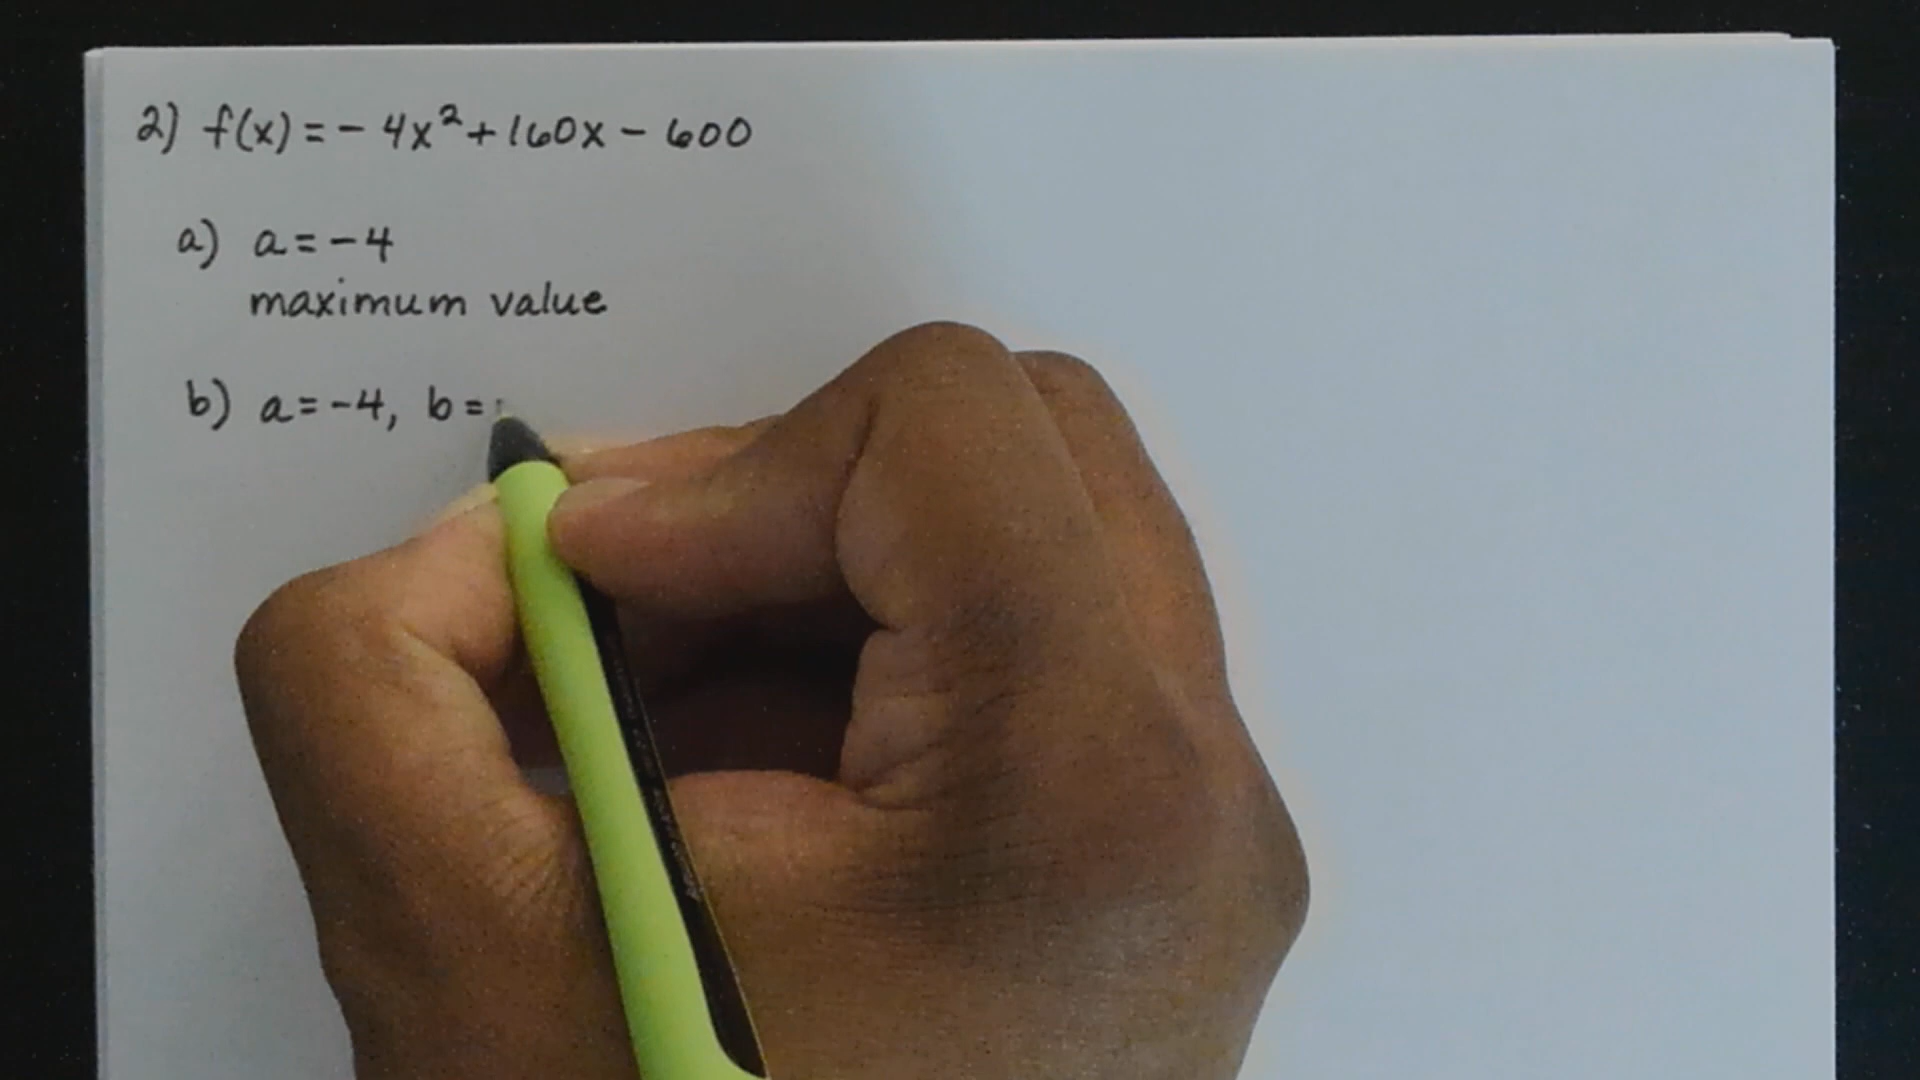 2) f(x) = - 4x² + 160x - 600
a) a = -4
maximum value
b) a = -4, b =